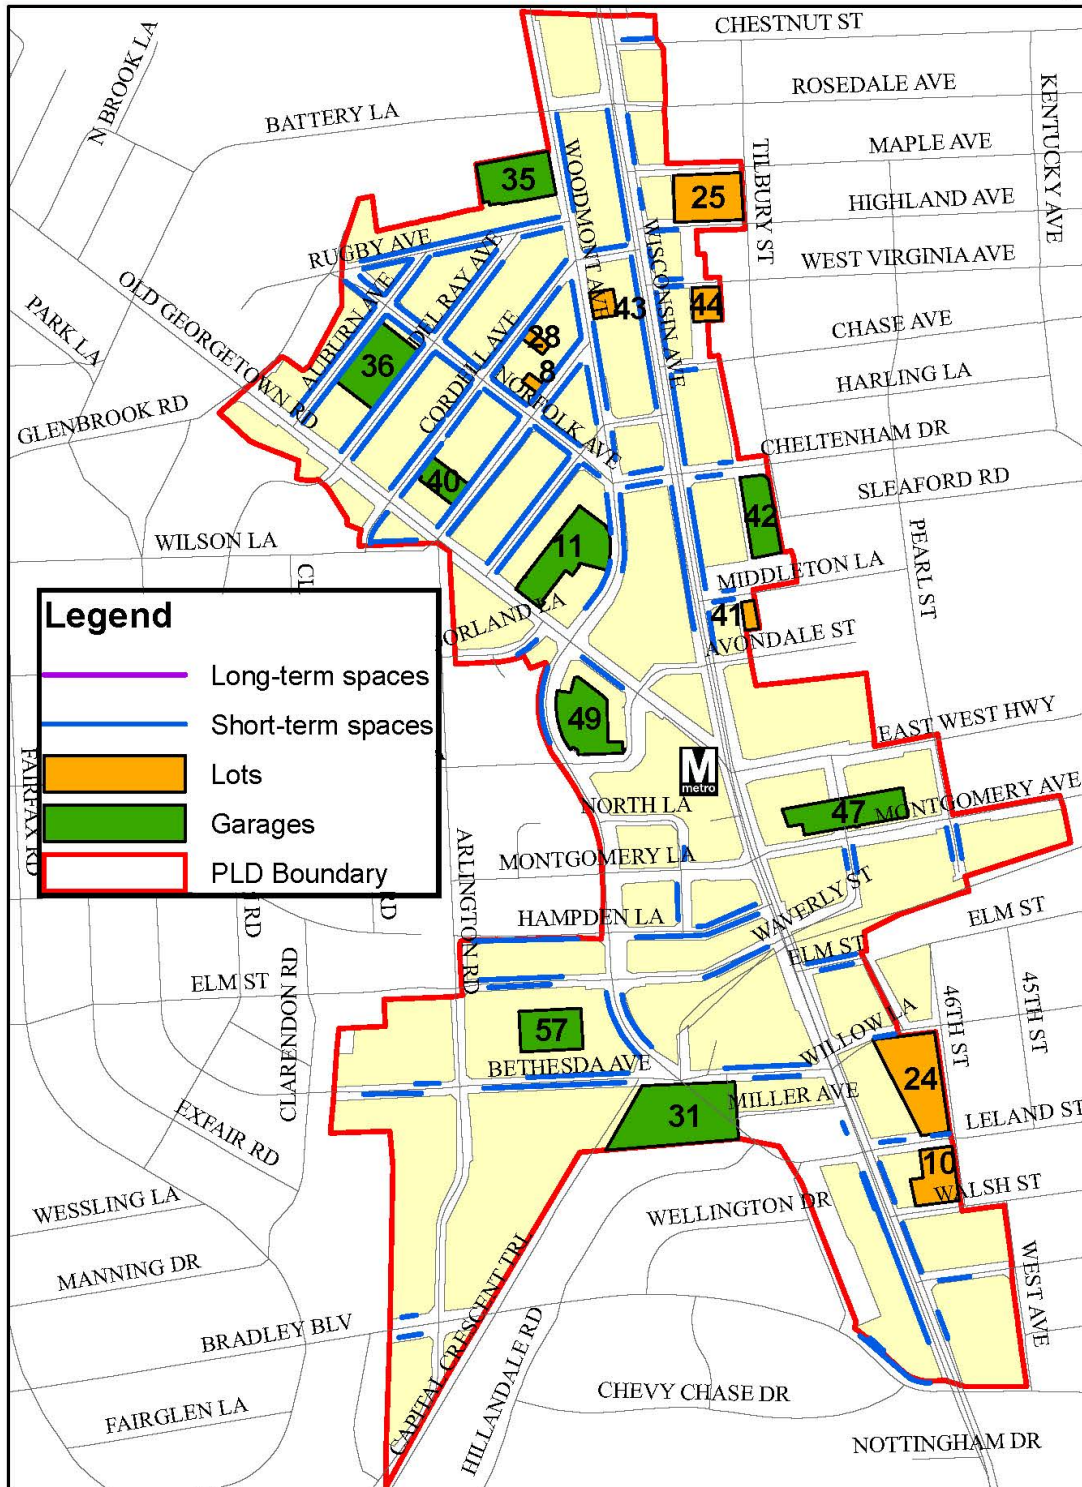 CHESTNUT ST
N BROOK LA
ROSEDALE AVE
KENTUCKY AVE
BATTERY LA
MAPLE AVE
WOODMONT AVE
TILBURY ST
35
25
HIGHLAND AVE
RUGBY AVE
WISCONSIN AVE
WEST VIRGINIA AVE
DEL RAY AVE
OLD GEORGETOWN RD
PARK LA
AUBURN AVE
43
44
CHASE AVE
28
36
CORDELL AVE
8
HARLING LA
NORFOLK AVE
GLENBROOK RD
CHELTENHAM DR
40
SLEAFORD RD
42
WILSON LA
11
PEARL ST
MIDDLETON LA
CL
Legend
41
ORLAND LA
AVONDALE ST
Long-term spaces
Short-term spaces
49
EAST WEST HWY
M
metro
Lots
FAIRFAX RD
NORTH LA
47
MONTGOMERY AVE
Garages
ARLINGTON RD
MONTGOMERY LA
PLD Boundary
RD
RD
HAMPDEN LA
WAVERLY ST
ELM ST
ELM ST
ELM ST
CLARENDON RD
46TH ST
45TH ST
57
WILLOW LA
BETHESDA AVE
24
31
MILLER AVE
LELAND ST
EXFAIR RD
10
WESSLING LA
WALSH ST
WELLINGTON DR
MANNING DR
CAPITAL CRESCENT TRL
WEST AVE
BRADLEY BLV
HILLANDALE RD
CHEVY CHASE DR
FAIRGLEN LA
NOTTINGHAM DR